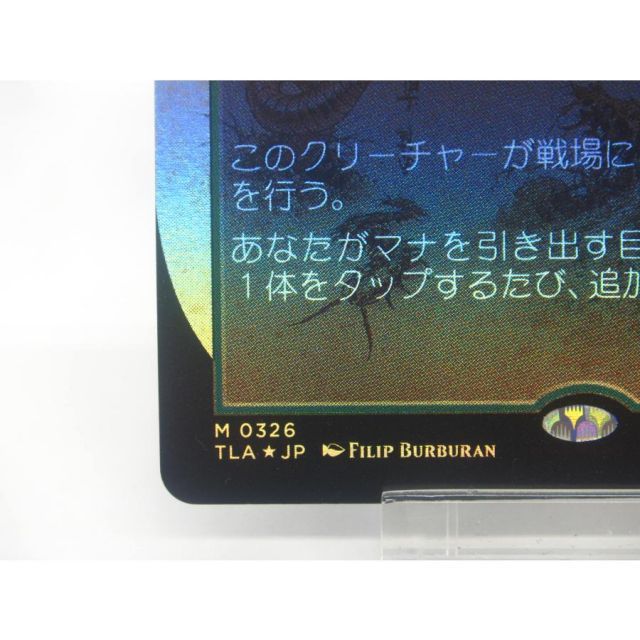 このクリーチャーが戦場に
を行う。
あなたがマナを引き出す目
1体をタップするたび、追加
M 0326
TLA★JP FILIP BURBURAN